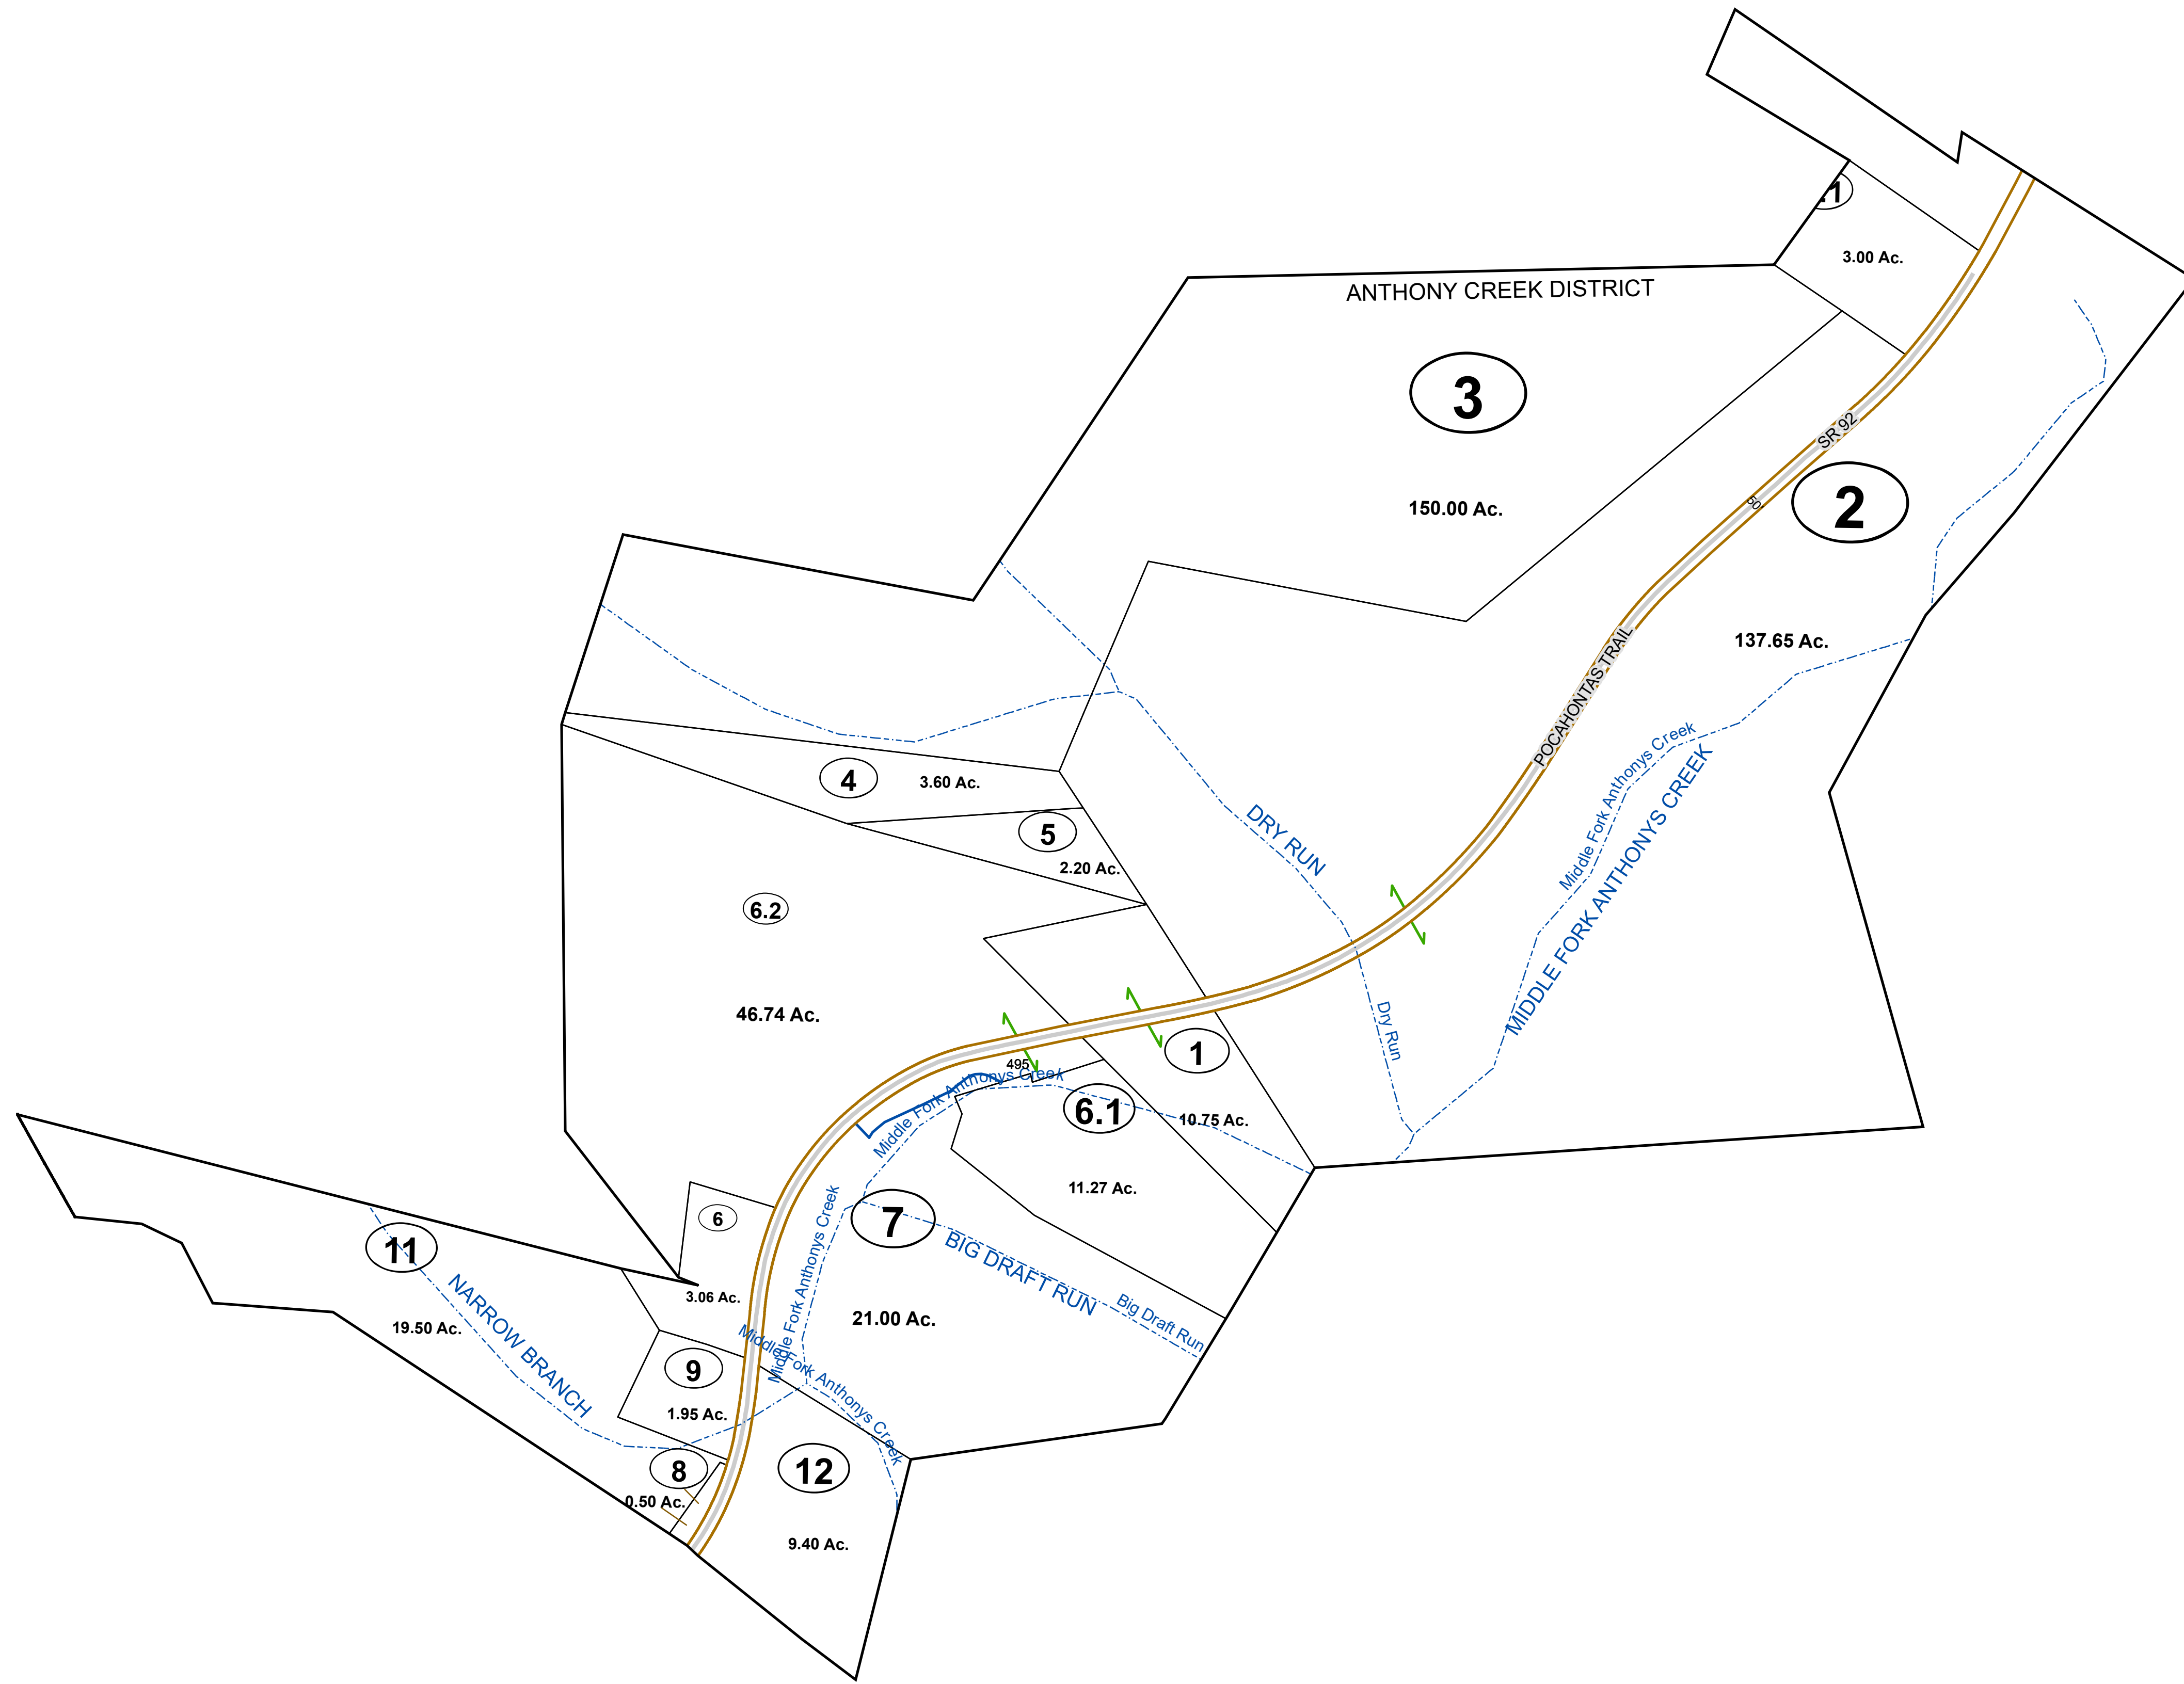 .1
3.00 Ac.
ANTHONY CREEK DISTRICT
3
150.00 Ac.
SR 92
50'
2
137.65 Ac.
POCAHONTAS TRAIL
Middle Fork Anthonys Creek
MIDDLE FORK ANTHONYS CREEK
4
3.60 Ac.
5
2.20 Ac.
DRY RUN
Dry Run
6.2
46.74 Ac.
1
10.75 Ac.
495
Middle Fork Anthonys Creek
6.1
11.27 Ac.
6
3.06 Ac.
7
21.00 Ac.
BIG DRAFT RUN
Big Draft Run
Middle Fork Anthonys Creek
Middle Fork Anthonys Creek
11
19.50 Ac.
NARROW BRANCH
9
1.95 Ac.
8
0.50 Ac.
12
9.40 Ac.